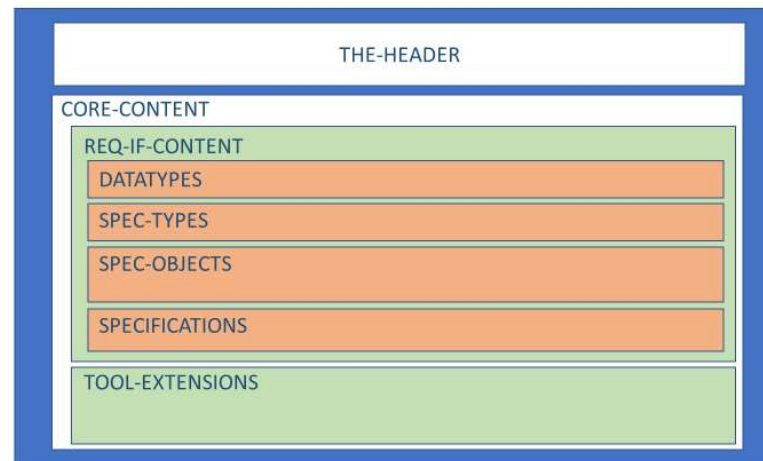 THE-HEADER
CORE-CONTENT
REQ-IF-CONTENT
DATATYPES
SPEC-TYPES
SPEC-OBJECTS
SPECIFICATIONS
TOOL-EXTENSIONS